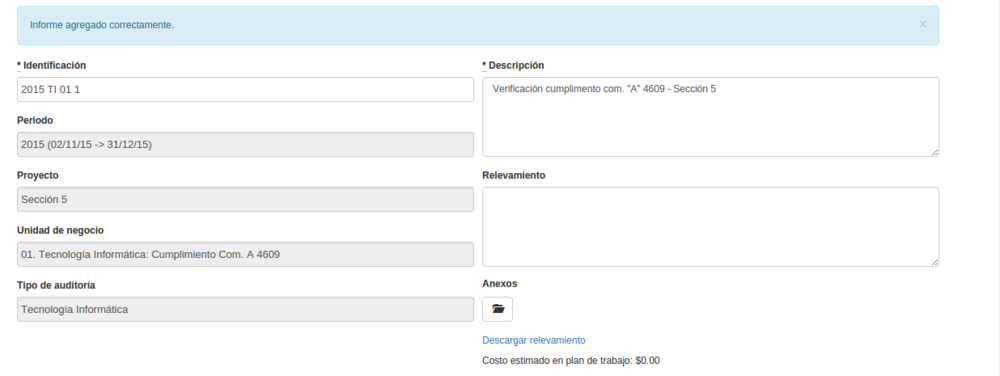 Informe agregado correctamente.
×
* Identificación
2015 TI 01 1
Periodo
2015 (02/11/15 -> 31/12/15)
Proyecto
Sección 5
Unidad de negocio
01. Tecnología Informática: Cumplimiento Com. A 4609
Tipo de auditoría
Tecnología Informática
* Descripción
Verificación cumplimento com. "A" 4609 - Sección 5
Relevamiento
Anexos
Descargar relevamiento
Costo estimado en plan de trabajo: $0.00